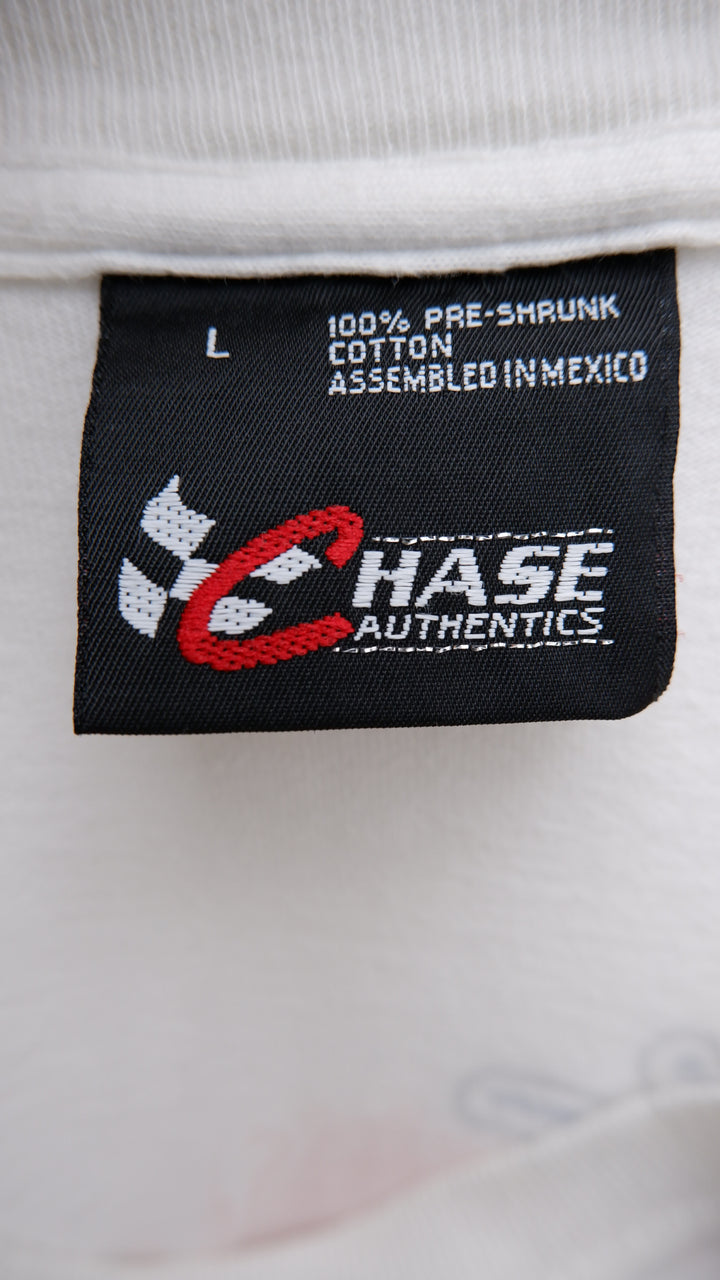 L
100% PRE-SHRUNK
COTTON
ASSEMBLED IN MEXICO
CHASE
AUTHENTICS